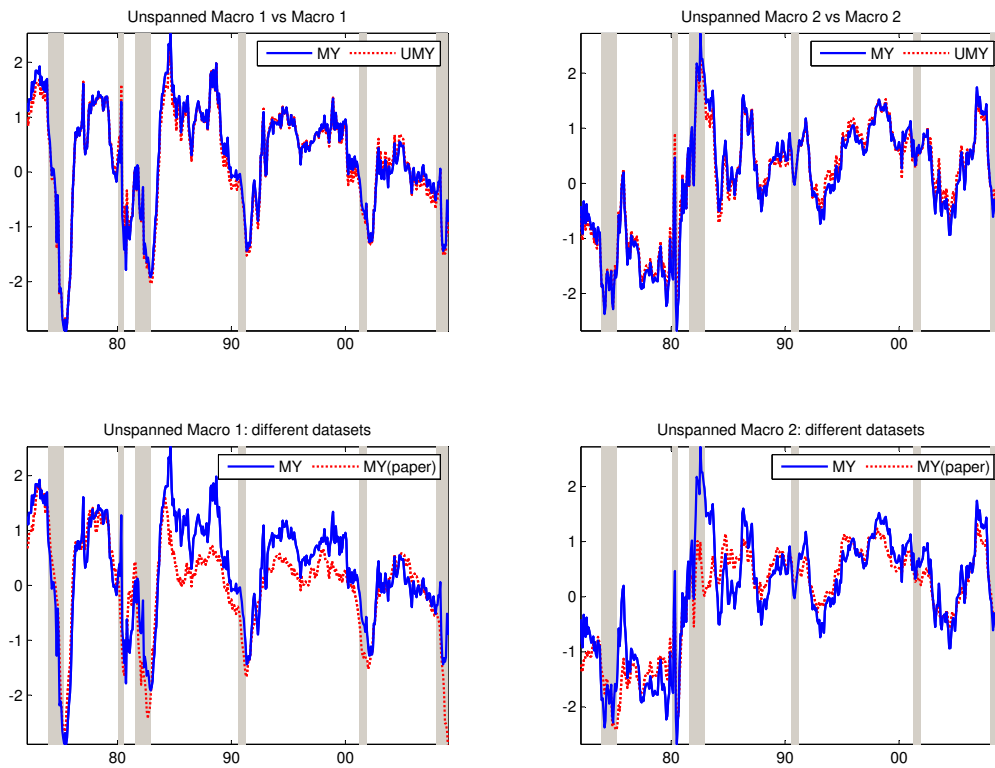 Unspanned Macro 1 vs Macro 1
MY UMY
2
1
0
-1
-2
80 90 00
Unspanned Macro 2 vs Macro 2
MY UMY
2
1
0
-1
-2
80 90 00
Unspanned Macro 1: different datasets
MY MY(paper)
2
1
0
-1
-2
80 90 00
Unspanned Macro 2: different datasets
MY MY(paper)
2
1
0
-1
-2
80 90 00